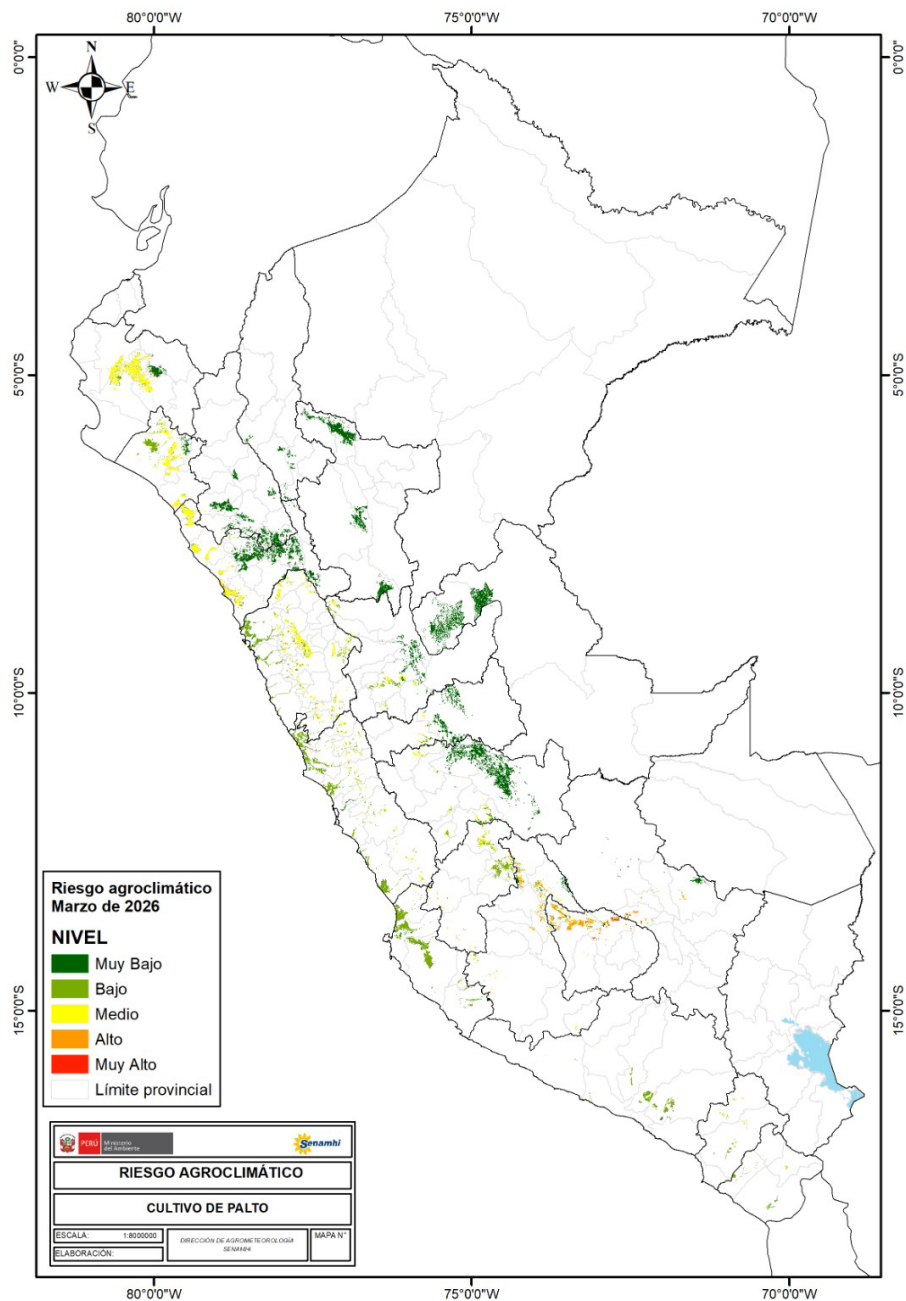 80°0'0"W 75°0'0"W 70°0'0"W
0°0'0"
0°0'0"
N
W E
S
5°0'0"S
5°0'0"S
10°0'0"S
10°0'0"S
15°0'0"S
15°0'0"S
Riesgo agroclimático
Marzo de 2026
NIVEL
Muy Bajo
Bajo
Medio
Alto
Muy Alto
Límite provincial
PERÚ Ministerio
del Ambiente
Senamhi
RIESGO AGROCLIMÁTICO
CULTIVO DE PALTO
ESCALA: 1:8000000
DIRECCIÓN DE AGROMETEOROLOGÍA
SENAMHI
MAPA N°
ELABORACIÓN:
80°0'0"W 75°0'0"W 70°0'0"W